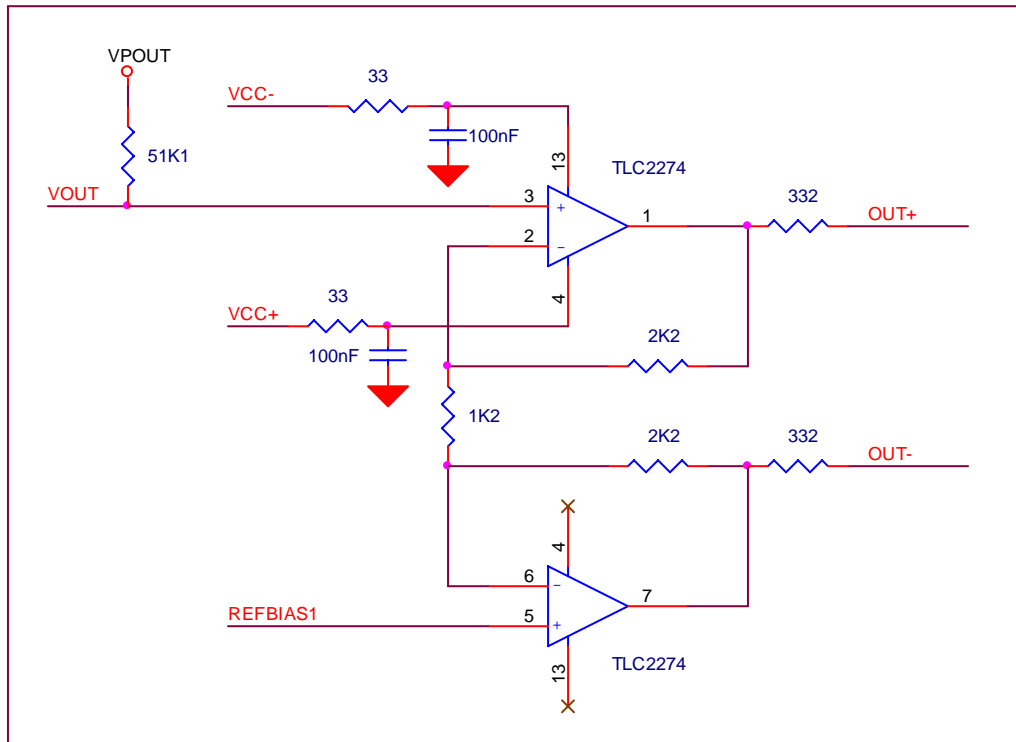 VPOUT
33
VCC-
100nF
51K1
13
TLC2274
VOUT
3
+
1
332
OUT+
2
−
4
33
VCC+
100nF
2K2
1K2
2K2
332
OUT-
4
6
−
7
REFBIAS1
5
+
13
TLC2274